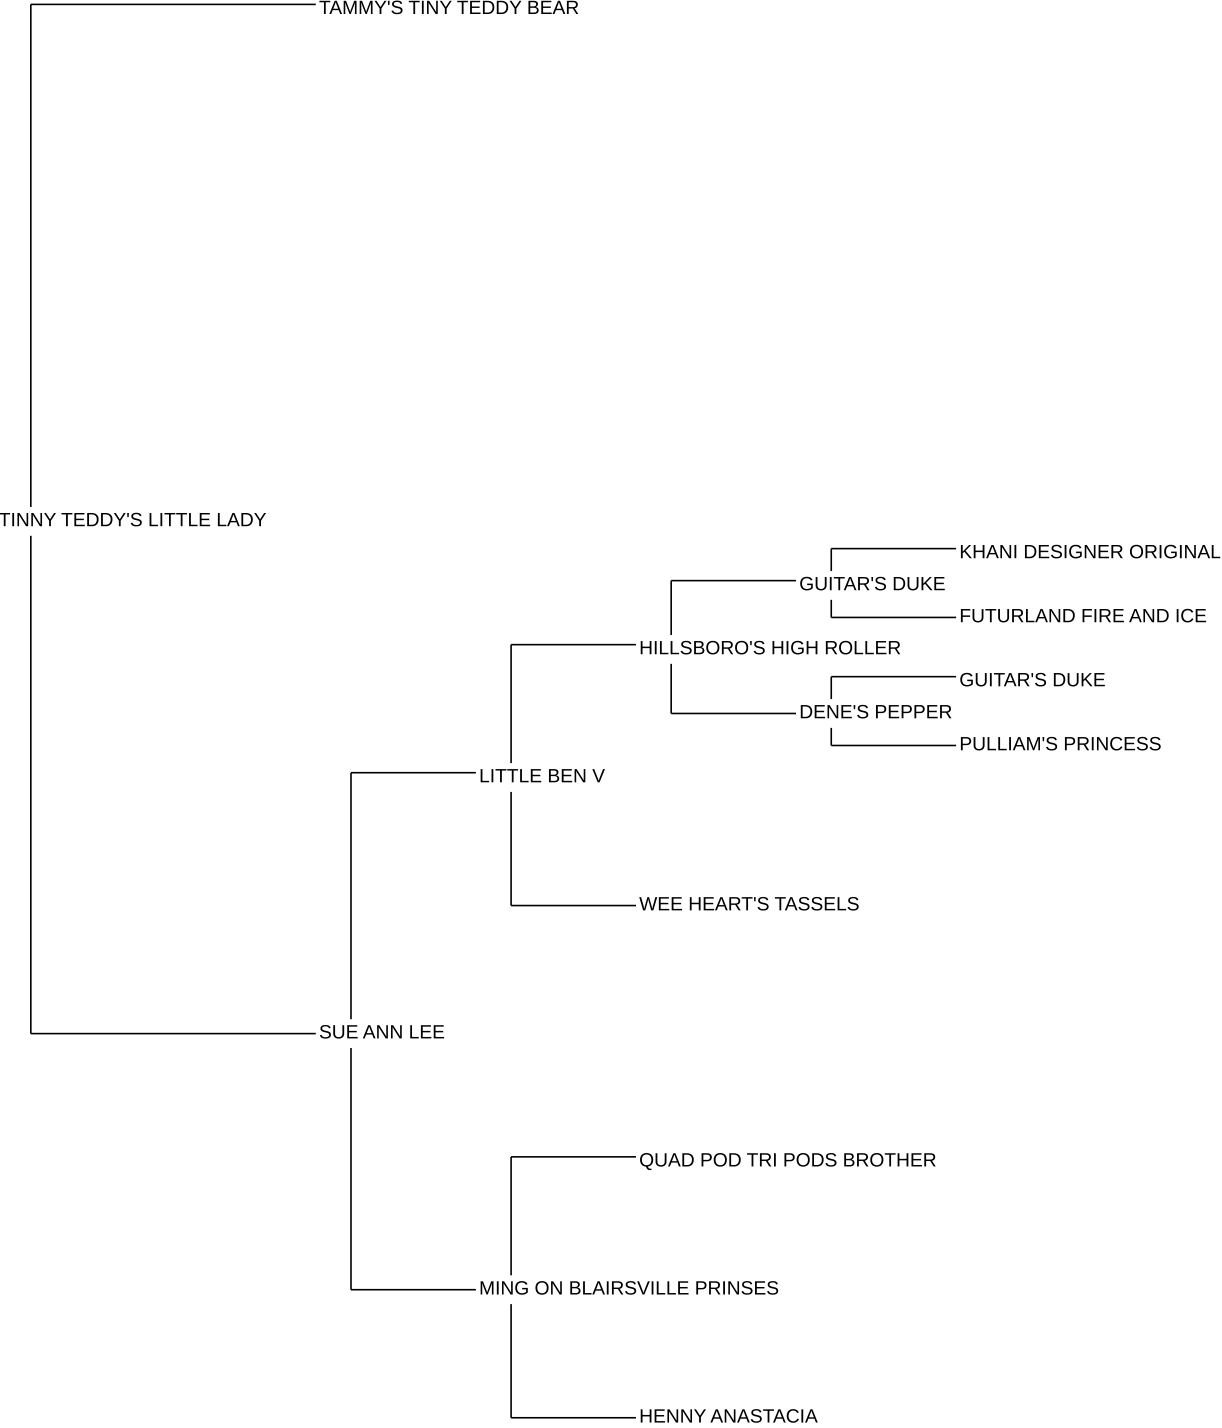 TAMMY'S TINY TEDDY BEAR
TINNY TEDDY'S LITTLE LADY
KHANI DESIGNER ORIGINAL
GUITAR'S DUKE
FUTURLAND FIRE AND ICE
HILLSBORO'S HIGH ROLLER
GUITAR'S DUKE
DENE'S PEPPER
PULLIAM'S PRINCESS
LITTLE BEN V
WEE HEART'S TASSELS
SUE ANN LEE
QUAD POD TRI PODS BROTHER
MING ON BLAIRSVILLE PRINSES
HENNY ANASTACIA